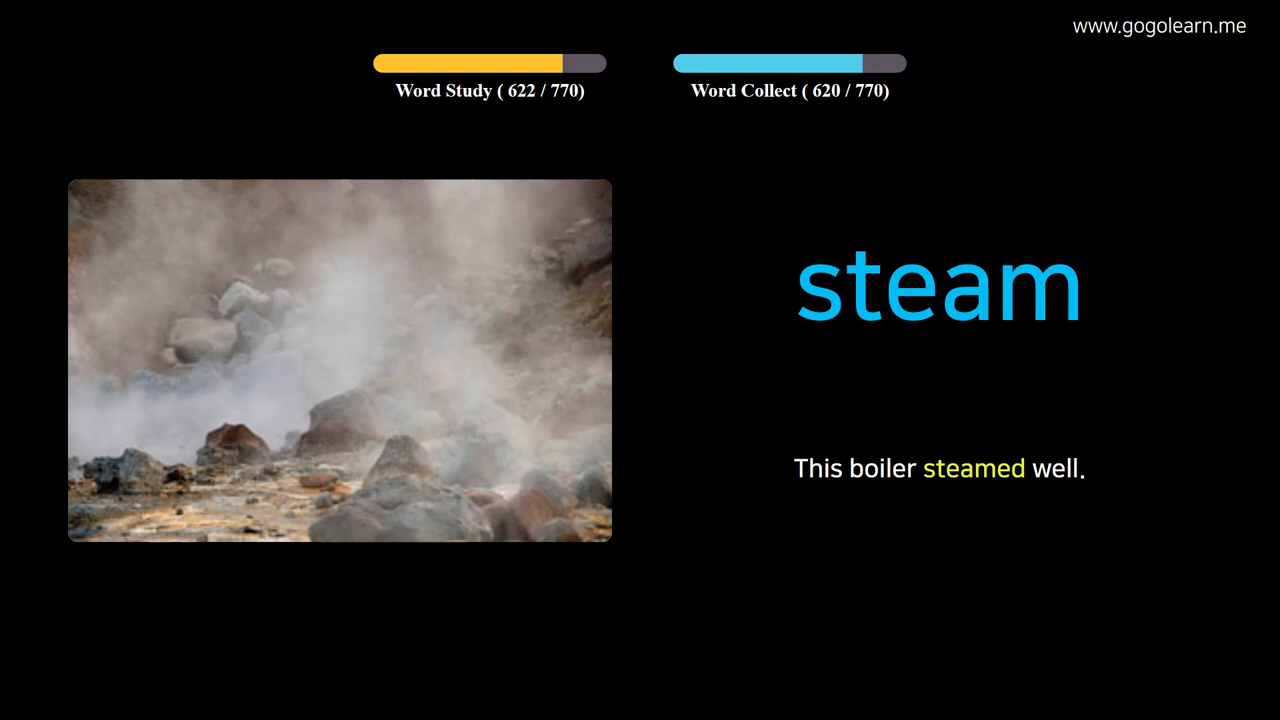 www.gogolearn.me
Word Study ( 622 / 770)
Word Collect ( 620 / 770)
steam
This boiler steamed well.